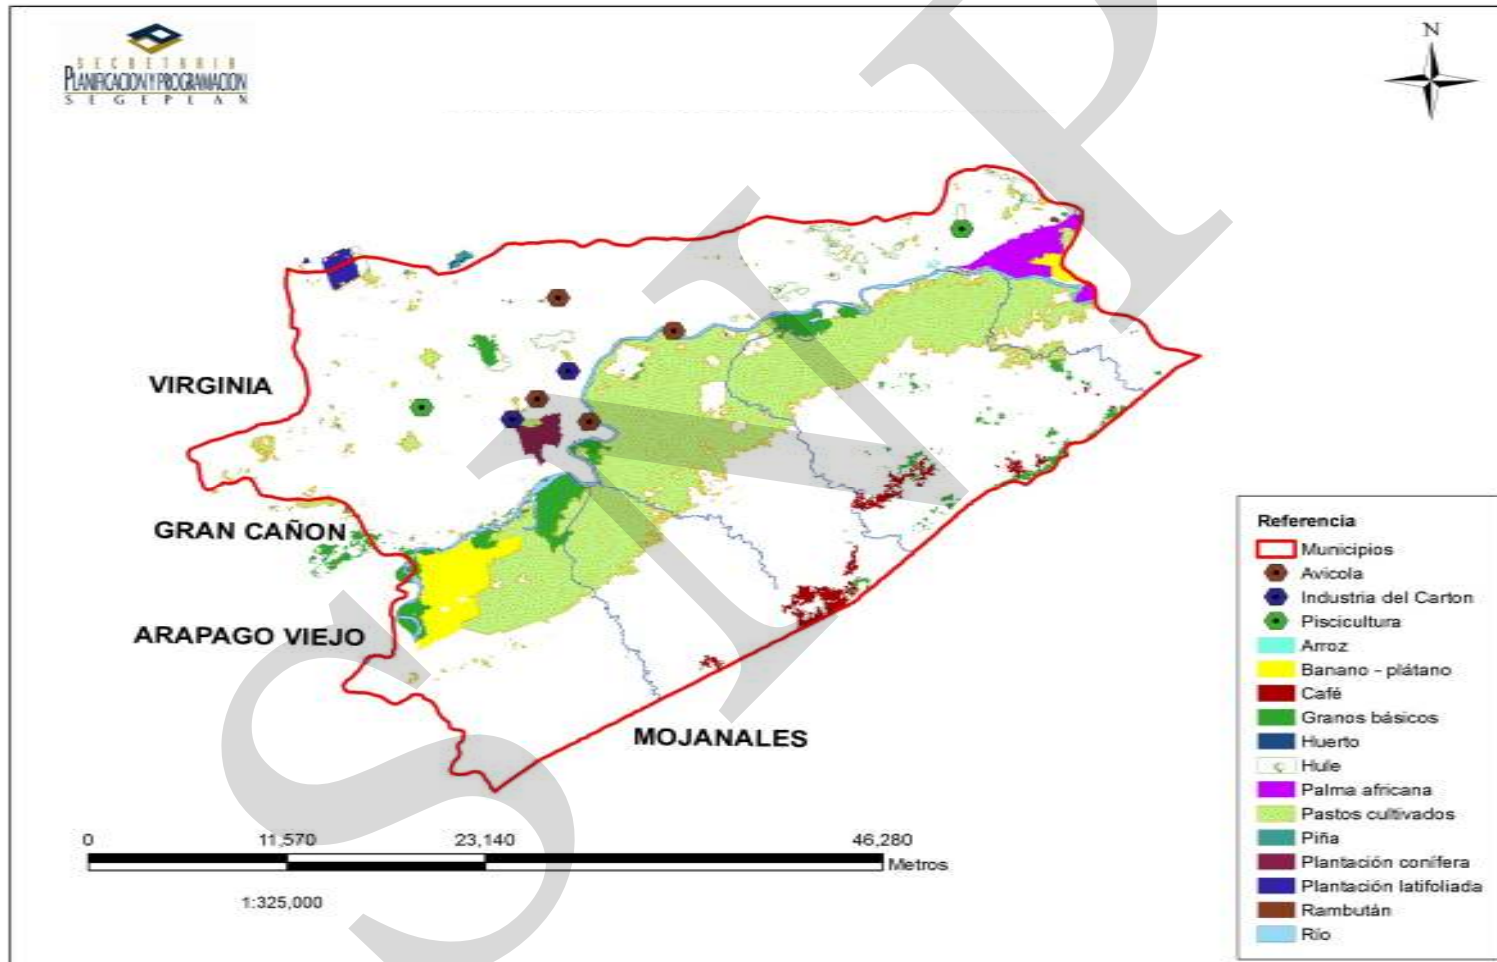 SECRETARIA
PLANIFICACION Y PROGRAMACION
SEGEPLAN
N
VIRGINIA
GRAN CAÑON
ARAPAGO VIEJO
MOJANALES
0 11,570 23,140 46,280
Metros
1:325,000
Referencia
Municipios
Avicola
Industria del Carton
Piscicultura
Arroz
Banano - plátano
Café
Granos básicos
Huerto
Hule
Palma africana
Pastos cultivados
Piña
Plantación conífera
Plantación latifoliada
Rambután
Río
SNP